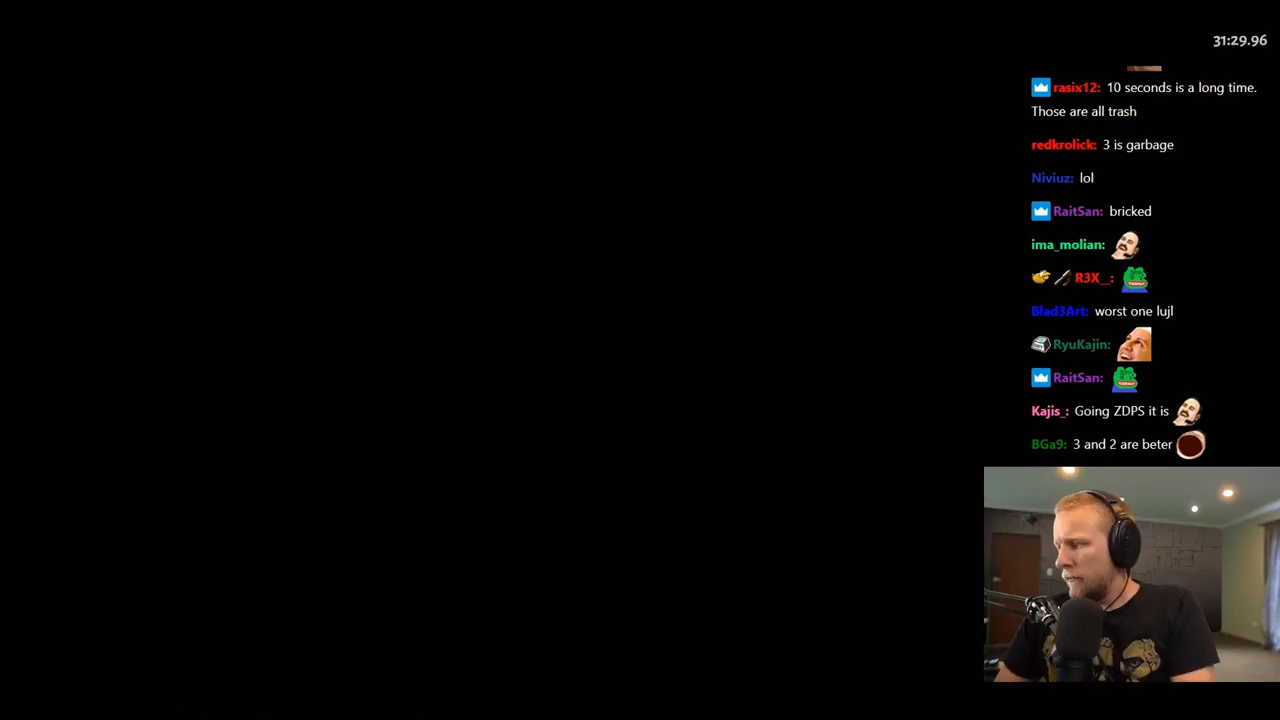 31:29.96
rasix12: 10 seconds is a long time.
Those are all trash
redkrolick: 3 is garbage
Niviuz: lol
RaitSan: bricked
ima_molian:
R3X__:
Blad3Art: worst one lujl
RyuKajin:
RaitSan:
Kajis_: Going ZDPS it is
BGa9: 3 and 2 are beter